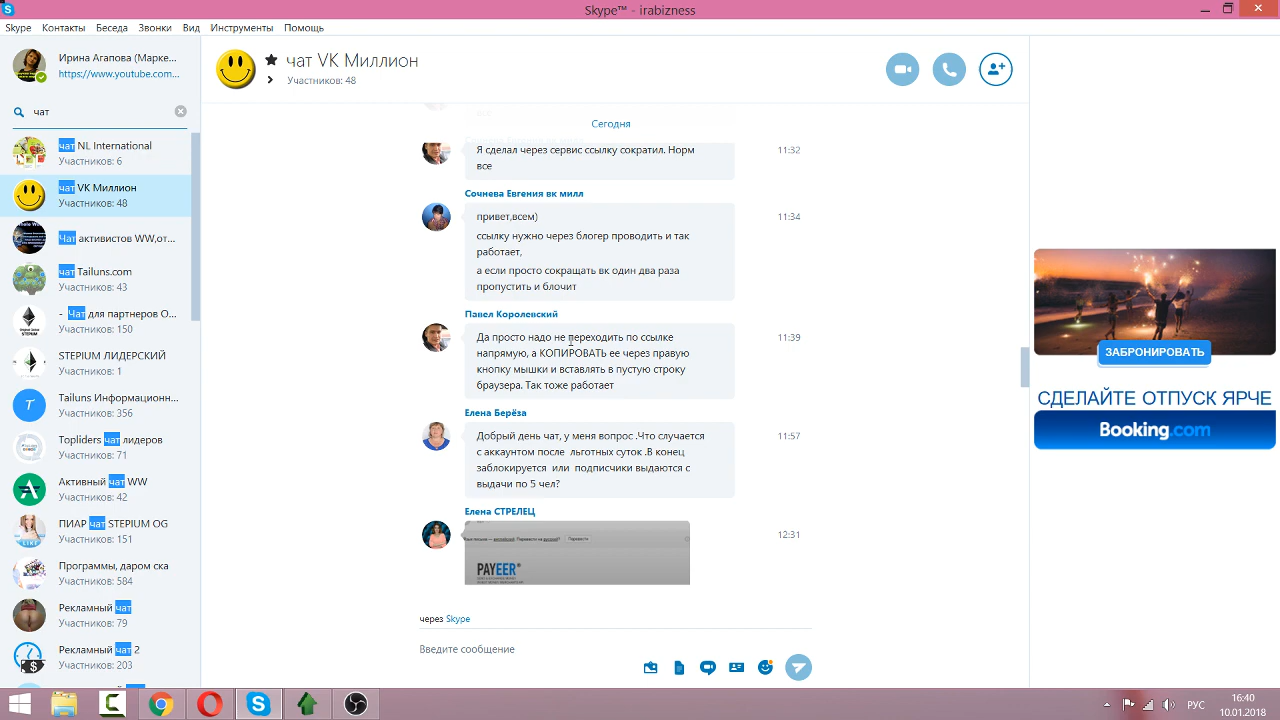 Skype™ - irabizness
Skype Контакты Беседа Звонки Вид Инструменты Помощь
Ирина Агапова (Марке...
https://www.youtube.com...
чат
чат NL International
Участников: 6
чат VK Миллион
Участников: 48
Чат активистов WW,от...
чат Tailuns.com
Участников: 43
- Чат для партнеров О...
Участников: 150
STEPIUM ЛИДЕРСКИЙ
Участников: 1
T
Tailuns Информационн...
Участников: 356
Topliders чат лидеров
Участников: 71
Активный чат WW
Участников: 42
ПИАР чат STEPIUM OG
Участников: 151
LIKE
Программы, даром ска
Участников: 584
Рекламный чат
Участников: 79
Рекламный чат 2
Участников: 203
чат VK Миллион
Участников: 48
Сегодня
Я сделал через сервис ссылку сократил. Норм
все
11:32
Сочнева Евгения вк милл
привет,всем)
11:34
ссылку нужно через блогер проводить и так
работает,
а если просто сокращать вк один два раза
пропустить и блочит
Павел Королевский
Да просто надо не переходить по ссылке
напрямую, а КОПИРОВАТЬ ее через правую
кнопку мышки и вставлять в пустую строку
браузера. Так тоже работает
11:39
Елена Берёза
Добрый день чат, у меня вопрос .Что случается
с аккаунтом после льготных суток .В конец
заблокируется или подписчики выдаются с
выдачи по 5 чел?
11:57
Елена СТРЕЛЕЦ
12:31
PAYEER®
через Skype
Введите сообщение
ЗАБРОНИРОВАТЬ
СДЕЛАЙТЕ ОТПУСК ЯРЧЕ
Booking.com
РУС
16:40
10.01.2018